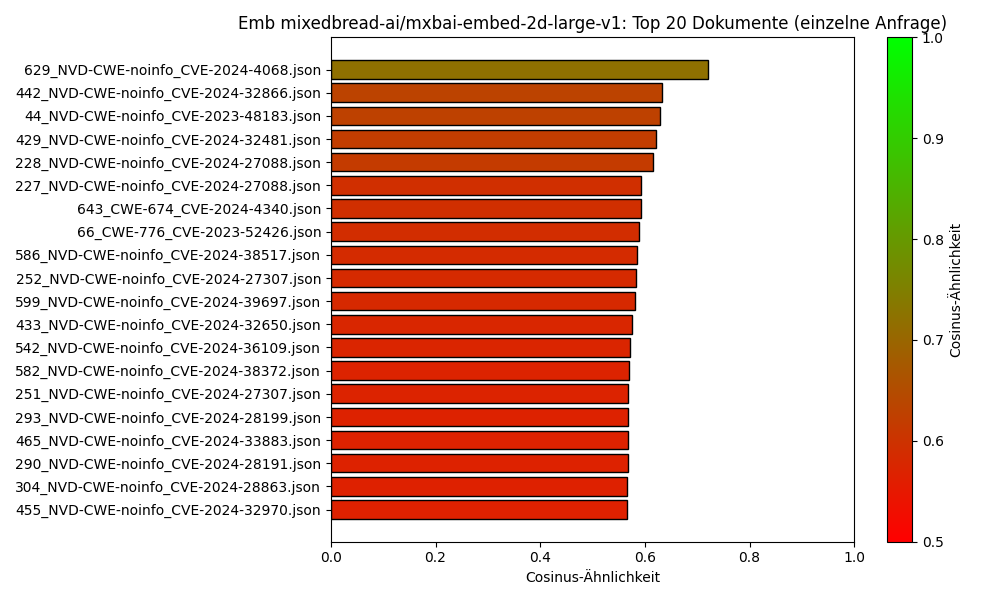 Emb mixedbread-ai/mxbai-embed-2d-large-v1: Top 20 Dokumente (einzelne Anfrage)
629_NVD-CWE-noinfo_CVE-2024-4068.json
442_NVD-CWE-noinfo_CVE-2024-32866.json
44_NVD-CWE-noinfo_CVE-2023-48183.json
429_NVD-CWE-noinfo_CVE-2024-32481.json
228_NVD-CWE-noinfo_CVE-2024-27088.json
227_NVD-CWE-noinfo_CVE-2024-27088.json
643_CWE-674_CVE-2024-4340.json
66_CWE-776_CVE-2023-52426.json
586_NVD-CWE-noinfo_CVE-2024-38517.json
252_NVD-CWE-noinfo_CVE-2024-27307.json
599_NVD-CWE-noinfo_CVE-2024-39697.json
433_NVD-CWE-noinfo_CVE-2024-32650.json
542_NVD-CWE-noinfo_CVE-2024-36109.json
582_NVD-CWE-noinfo_CVE-2024-38372.json
251_NVD-CWE-noinfo_CVE-2024-27307.json
293_NVD-CWE-noinfo_CVE-2024-28199.json
465_NVD-CWE-noinfo_CVE-2024-33883.json
290_NVD-CWE-noinfo_CVE-2024-28191.json
304_NVD-CWE-noinfo_CVE-2024-28863.json
455_NVD-CWE-noinfo_CVE-2024-32970.json
0.0 0.2 0.4 0.6 0.8 1.0
Cosinus-Ähnlichkeit
1.0
0.9
0.8
0.7
0.6
0.5
Cosinus-Ähnlichkeit